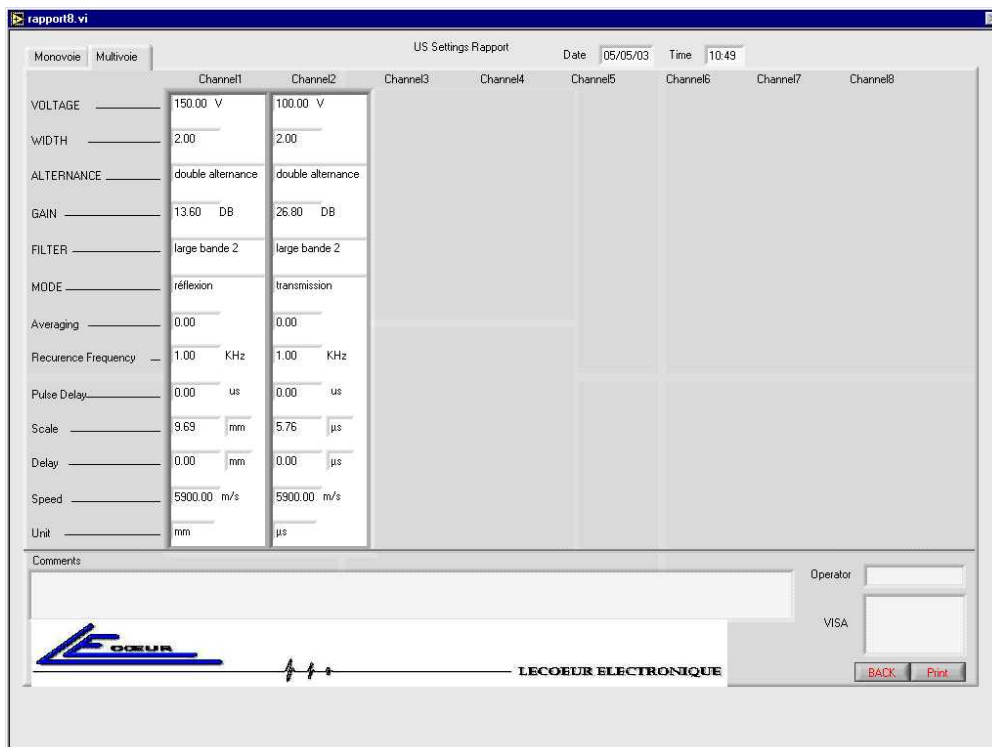 rapport8.vi
US Settings Rapport Date 05/05/03 Time 10:49
Monovoie Multivoie
Channel1 Channel2 Channel3 Channel4 Channel5 Channel6 Channel7 Channel8
VOLTAGE 150.00 V 100.00 V
WIDTH 2.00 2.00
ALTERNANCE double alternance double alternance
GAIN 13.60 DB 26.80 DB
FILTER large bande 2 large bande 2
MODE réflexion transmission
Averaging 0.00 0.00
Recurence Frequency 1.00 KHz 1.00 KHz
Pulse Delay 0.00 us 0.00 us
Scale 9.69 mm 5.76 µs
Delay 0.00 mm 0.00 µs
Speed 5900.00 m/s 5900.00 m/s
Unit mm µs
Comments
Operator
VISA
LECOEUR
LECOEUR ELECTRONIQUE
BACK Print